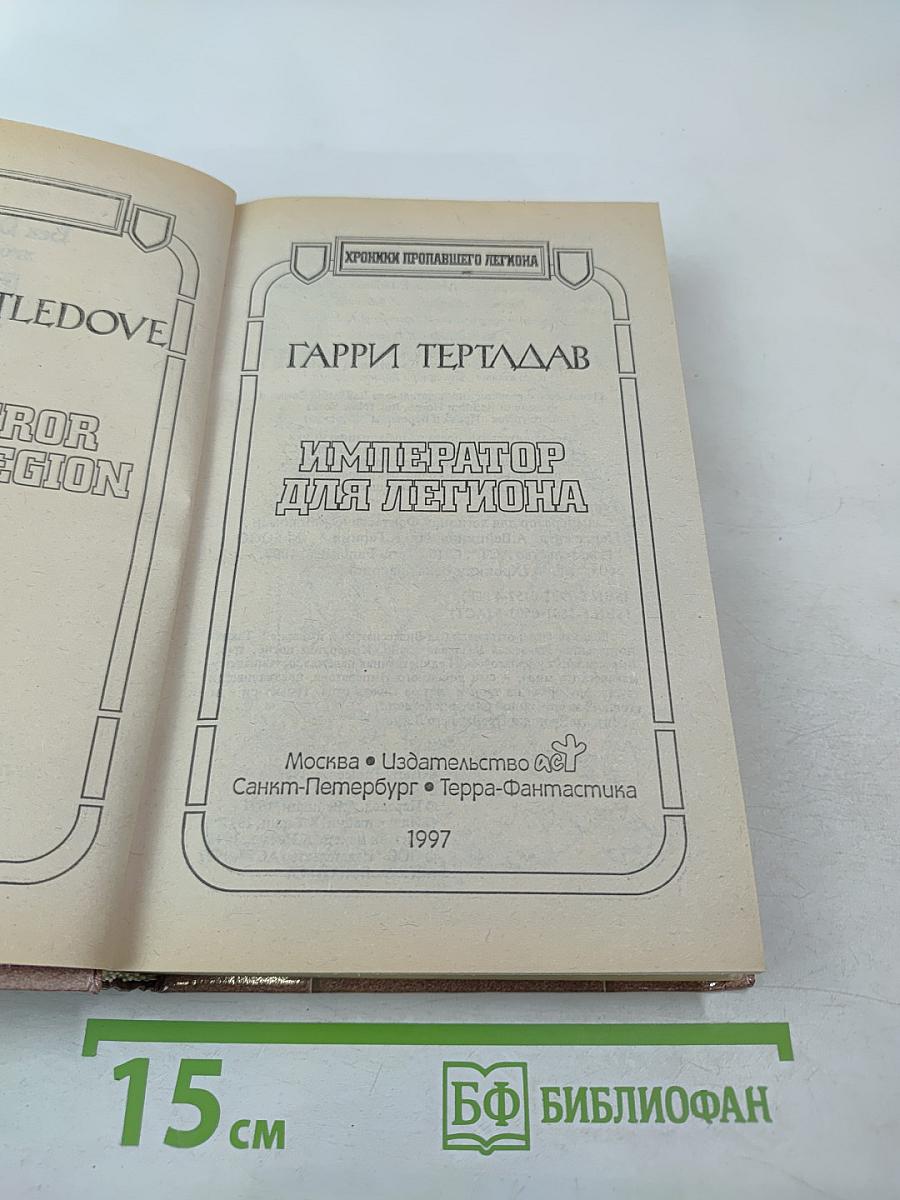 TLEDOVE
EROR
EGION
ХРОНИКИ ПРОПАВШЕГО ЛЕГИОНА
ГАРРИ ТЕРТЛДАВ
ИМПЕРАТОР
ДЛЯ ЛЕГИОНА
Москва • Издательство аст
Санкт-Петербург • Терра-Фантастика
1997
15 см
БФ БИБЛИОФАН